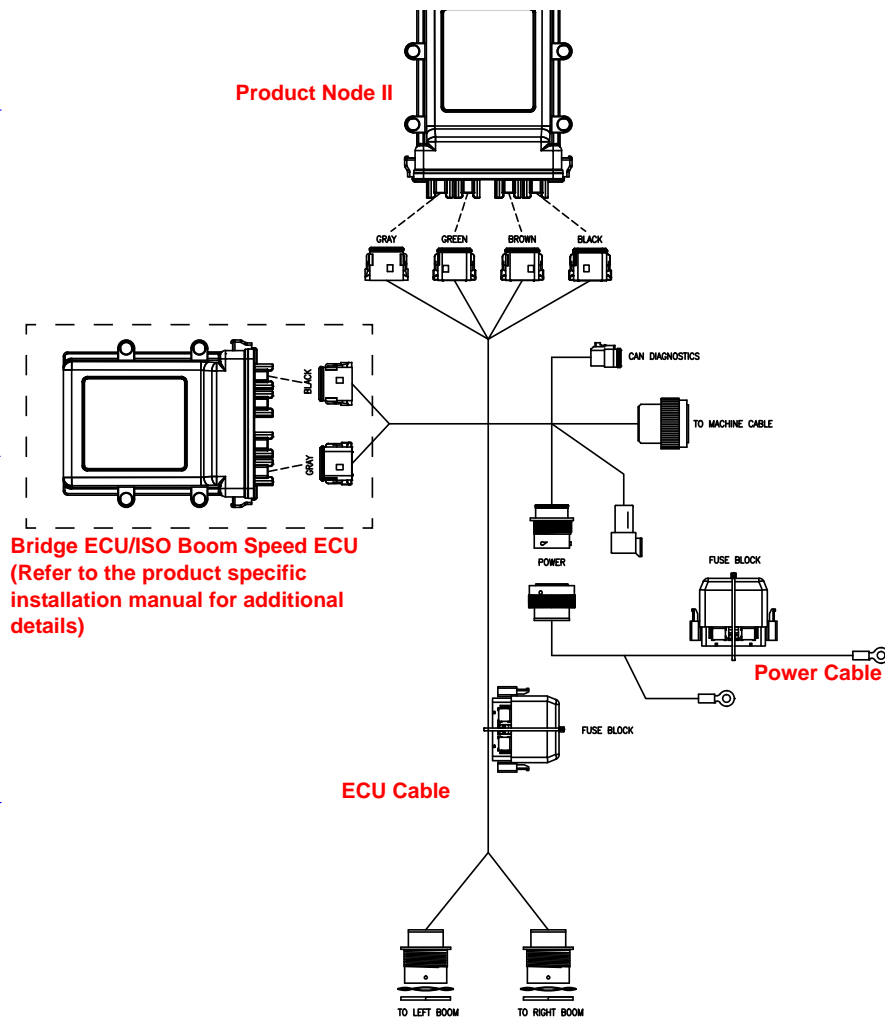 Product Node II
GRAY
GREEN
BROWN
BLACK
CAN DIAGNOSTICS
BLACK
TO MACHINE CABLE
GRAY
Bridge ECU/ISO Boom Speed ECU
(Refer to the product specific
installation manual for additional
details)
POWER
FUSE BLOCK
Power Cable
FUSE BLOCK
ECU Cable
TO LEFT BOOM
TO RIGHT BOOM